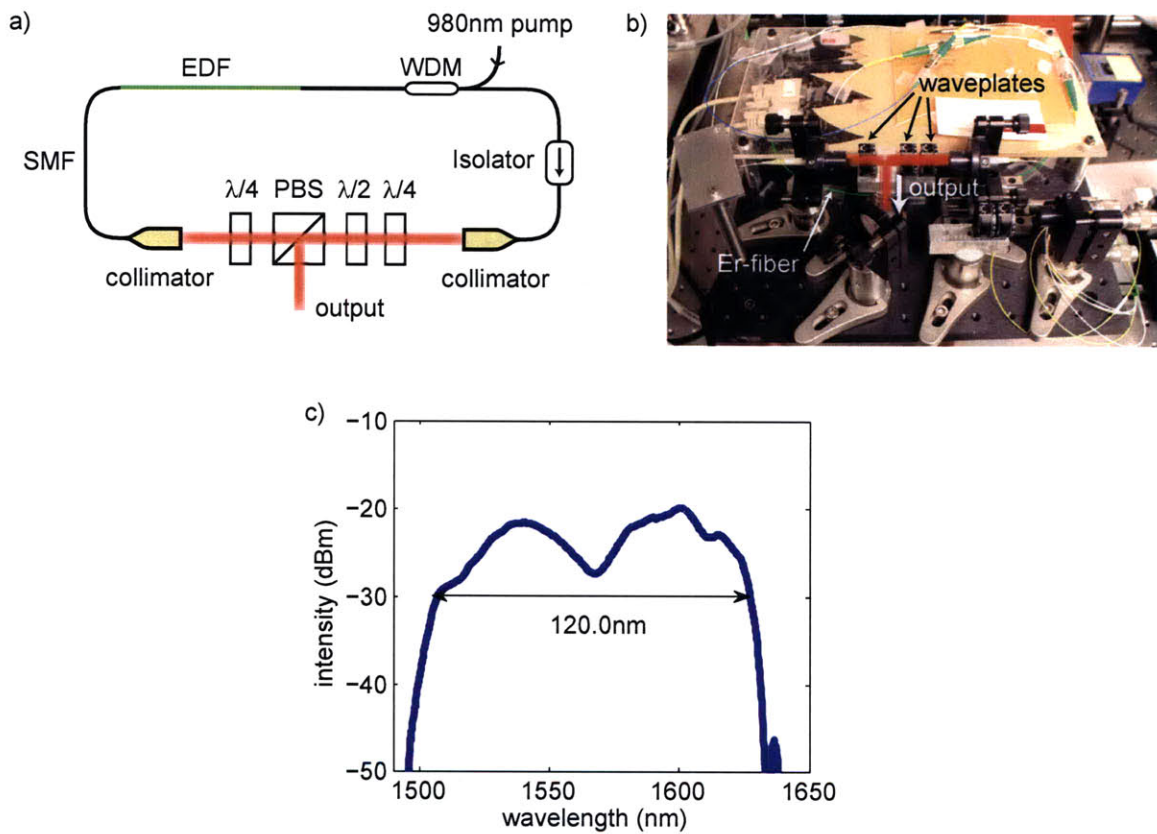 a)
980nm pump
EDF
WDM
SMF
Isolator
λ/4 PBS λ/2 λ/4
collimator
collimator
output
b)
waveplates
output
Er-fiber
c)
−10
−20
−30
−40
−50
intensity (dBm)
120.0nm
1500 1550 1600 1650
wavelength (nm)